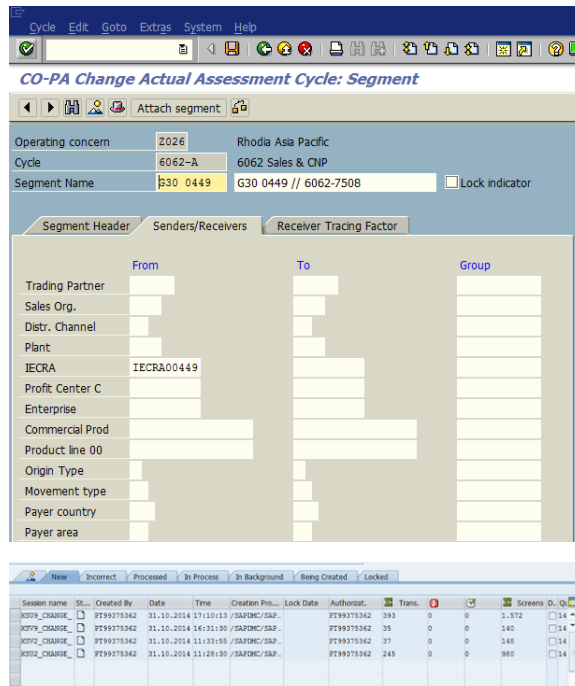 Cycle Edit Goto Extras System Help
CO-PA Change Actual Assessment Cycle: Segment
Attach segment
Operating concern Z026 Rhodia Asia Pacific
Cycle 6062-A 6062 Sales & CNP
Segment Name G30 0449 G30 0449 // 6062-7508 Lock indicator
Segment Header Senders/Receivers Receiver Tracing Factor
From To Group
Trading Partner
Sales Org.
Distr. Channel
Plant
IECRA IECRA00449
Profit Center C
Enterprise
Commercial Prod
Product line 00
Origin Type
Movement type
Payer country
Payer area
New Incorrect Processed In Process In Background Being Created Locked
Session name St... Created By Date Time Creation Pro... Lock Date Authorizat. Trans. Screens D.. Q
KSU9_CHANGE_ PT99375362 31.10.2014 17:10:13 /SAPDMC/SAP.. PT99375362 393 0 0 1.572 14
KSV9_CHANGE_ PT99375362 31.10.2014 16:31:30 /SAPDMC/SAP.. PT99375362 35 0 0 140 14
KSV2_CHANGE_ PT99375362 31.10.2014 11:33:55 /SAPDMC/SAP.. PT99375362 37 0 0 148 14
KSU2_CHANGE_ PT99375362 31.10.2014 11:28:30 /SAPDMC/SAP.. PT99375362 245 0 0 980 14